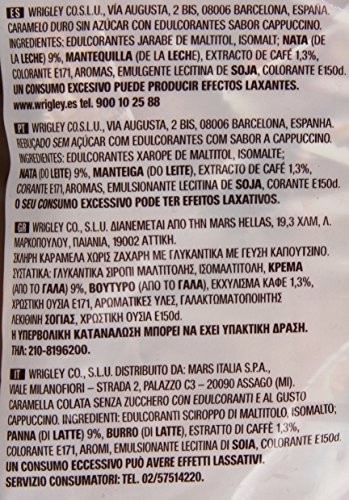 ES WRIGLEY CO.S.L.U., VÍA AUGUSTA, 2 BIS, 08006 BARCELONA, ESPAÑA.
CARAMELO DURO SIN AZÚCAR CON EDULCORANTES SABOR CAPPUCCINO.
INGREDIENTES: EDULCORANTES JARABE DE MALTITOL, ISOMALT; NATA (DE
LA LECHE) 9%, MANTEQUILLA (DE LA LECHE), EXTRACTO DE CAFÉ 1,3%,
COLORANTE E171, AROMAS, EMULGENTE LECITINA DE SOJA, COLORANTE E150d.
UN CONSUMO EXCESIVO PUEDE PRODUCIR EFECTOS LAXANTES.
www.wrigley.es tel. 900 10 25 88
PT WRIGLEY CO.S.L.U., VÍA AUGUSTA, 2 BIS, 08006 BARCELONA, ESPANHA.
REBUÇADO SEM AÇÚCAR COM EDULCORANTES COM SABOR A CAPPUCCINO.
INGREDIENTES: EDULCORANTES XAROPE DE MALTITOL, ISOMALTE;
NATA (DO LEITE) 9%, MANTEIGA (DO LEITE), EXTRACTO DE CAFÉ 1,3%,
CORANTE E171, AROMAS, EMULSIONANTE LECITINA DE SOJA, CORANTE E150d.
O SEU CONSUMO EXCESSIVO PODE TER EFEITOS LAXATIVOS.
GR WRIGLEY CO., S.L.U. ΔΙΑΝΕΜΕΤΑΙ ΑΠΟ ΤΗΝ MARS HELLAS, 19,3 ΧΛΜ, Λ.
ΜΑΡΚΟΠΟΥΛΟΥ, ΠΑΙΑΝΙΑ, 19002 ΑΤΤΙΚΗ.
ΣΚΛΗΡΗ ΚΑΡΑΜΕΛΑ ΧΩΡΙΣ ΖΑΧΑΡΗ ΜΕ ΓΛΥΚΑΝΤΙΚΑ ΜΕ ΓΕΥΣΗ ΚΑΠΟΥΤΣΙΝΟ.
ΣΥΣΤΑΤΙΚΑ: ΓΛΥΚΑΝΤΙΚΑ ΣΙΡΟΠΙ ΜΑΛΤΙΤΟΛΗΣ, ΙΣΟΜΑΛΤΙΤΟΛΗ, ΚΡΕΜΑ
(ΑΠΟ ΤΟ ΓΑΛΑ) 9%, ΒΟΥΤΥΡΟ (ΑΠΟ ΤΟ ΓΑΛΑ), ΕΚΧΥΛΙΣΜΑ ΚΑΦΕ 1,3%,
ΧΡΩΣΤΙΚΗ ΟΥΣΙΑ E171, ΑΡΩΜΑΤΙΚΕΣ ΥΛΕΣ, ΓΑΛΑΚΤΩΜΑΤΟΠΟΙΗΤΗΣ
ΛΕΚΙΘΙΝΗ ΣΟΓΙΑΣ, ΧΡΩΣΤΙΚΗ ΟΥΣΙΑ E150d.
Η ΥΠΕΡΒΟΛΙΚΗ ΚΑΤΑΝΑΛΩΣΗ ΜΠΟΡΕΙ ΝΑ ΕΧΕΙ ΥΠΑΚΤΙΚΗ ΔΡΑΣΗ.
ΤΗΛ: 210-8196200.
IT WRIGLEY CO., S.L.U. DISTRIBUITO DA: MARS ITALIA S.P.A.,
VIALE MILANOFIORI – STRADA 2, PALAZZO C3 – 20090 ASSAGO (MI).
CARAMELLA COLATA SENZA ZUCCHERO CON EDULCORANTI E AL GUSTO
CAPPUCCINO. INGREDIENTI: EDULCORANTI SCIROPPO DI MALTITOLO, ISOMALTO;
PANNA (DI LATTE) 9%, BURRO (DI LATTE), ESTRATTO DI CAFFÈ 1,3%,
COLORANTE E171, AROMI, EMULSIONANTE LECITINA DI SOIA, COLORANTE E150d.
UN CONSUMO ECCESSIVO PUÒ AVERE EFFETTI LASSATIVI.
SERVIZIO CONSUMATORI: TEL. 02/57514220.